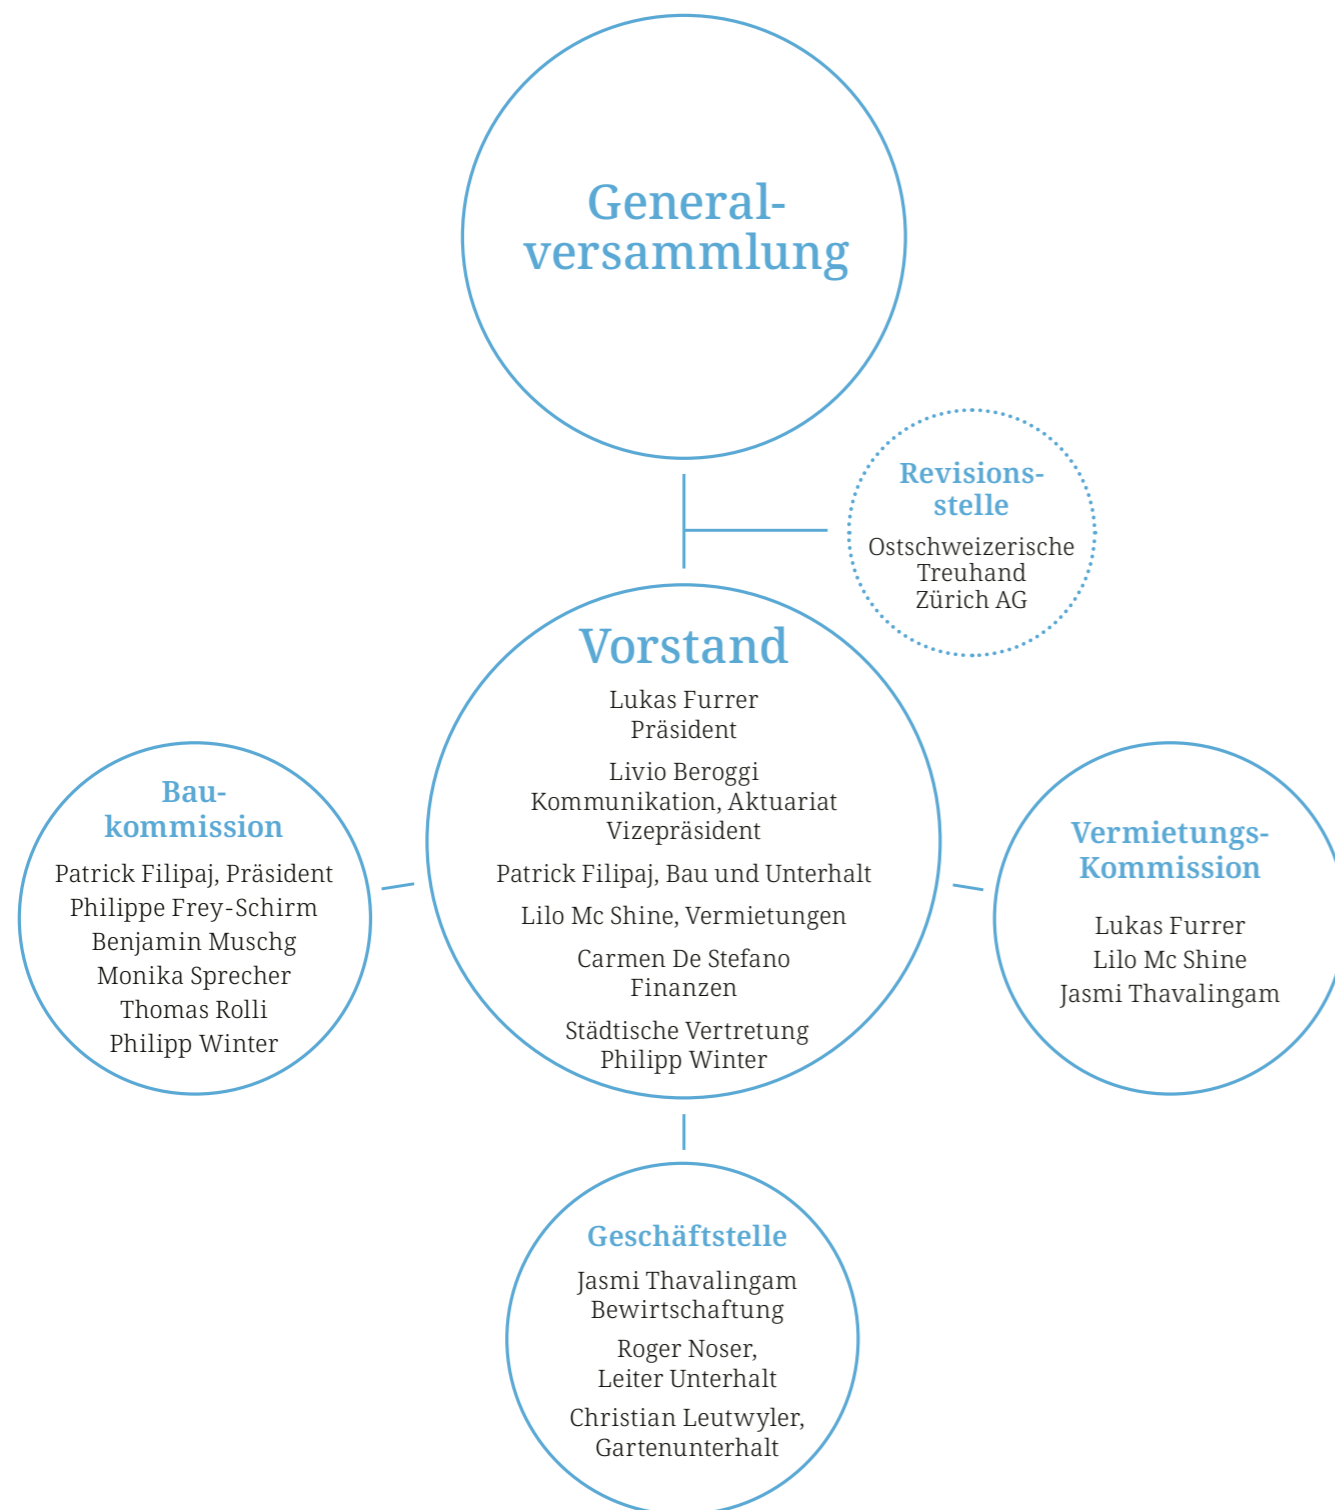 General-
versammlung
Revisions-
stelle
Ostschweizerische
Treuhand
Zürich AG
Vorstand
Lukas Furrer
Präsident
Livio Beroggi
Kommunikation, Aktuariat
Vizepräsident
Patrick Filipaj, Bau und Unterhalt
Lilo Mc Shine, Vermietungen
Carmen De Stefano
Finanzen
Städtische Vertretung
Philipp Winter
Bau-
kommission
Patrick Filipaj, Präsident
Philippe Frey-Schirm
Benjamin Muschg
Monika Sprecher
Thomas Rolli
Philipp Winter
Vermietungs-
Kommission
Lukas Furrer
Lilo Mc Shine
Jasmi Thavalingam
Geschäftstelle
Jasmi Thavalingam
Bewirtschaftung
Roger Noser,
Leiter Unterhalt
Christian Leutwyler,
Gartenunterhalt